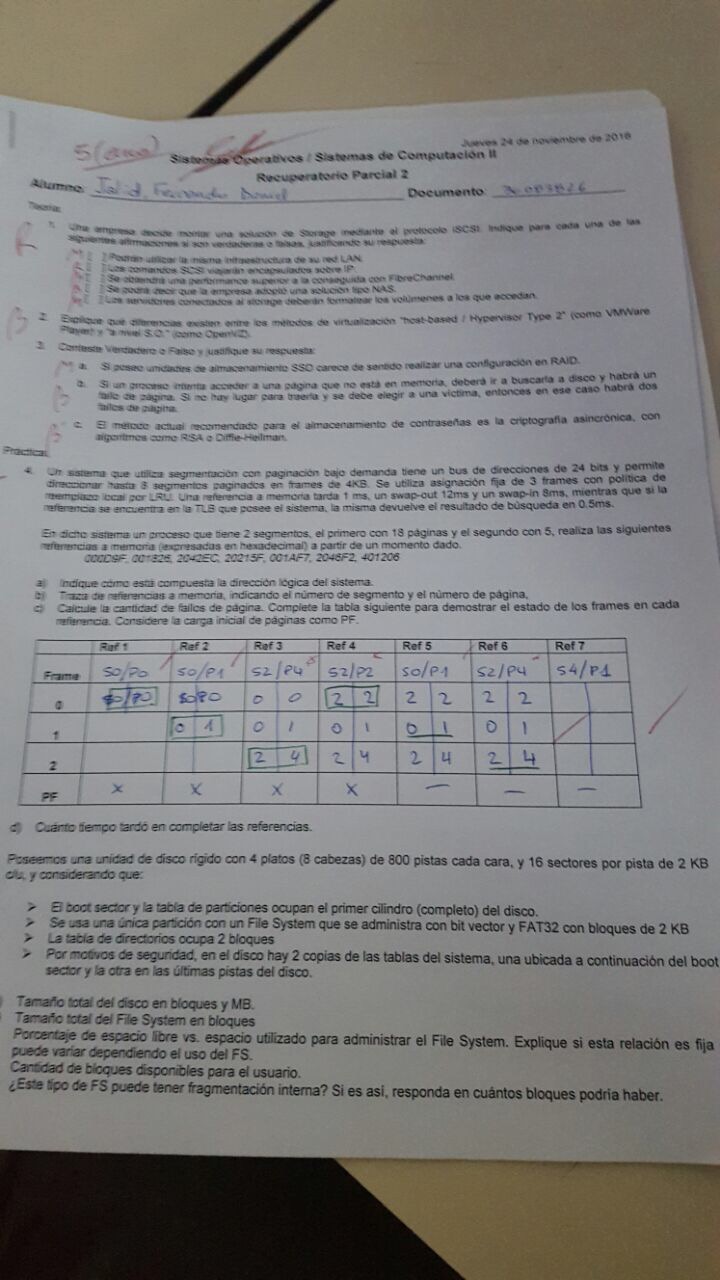 Jueves 24 de noviembre de 2016
5 (cinco)
Sistemas Operativos / Sistemas de Computación II
Recuperatorio Parcial 2
Alumno: Documento:
Teoría:
1. Una empresa decide montar una solución de Storage mediante el protocolo iSCSI. Indique para cada una de las
siguientes afirmaciones si son verdaderas o falsas, justificando su respuesta:
[ ] Podrán utilizar la misma infraestructura de su red LAN.
[ ] Los comandos SCSI viajarán encapsulados sobre IP.
[ ] Se obtendrá una performance superior a la conseguida con FibreChannel.
[ ] Se podrá decir que la empresa adoptó una solución tipo NAS.
[ ] Los servidores conectados al storage deberán formatear los volúmenes a los que accedan.
2. Explique qué diferencias existen entre los métodos de virtualización "host-based / Hypervisor Type 2" (como VMWare
Player) y "a nivel S.O." (como OpenVZ).
3. Conteste Verdadero o Falso y justifique su respuesta:
a. Si poseo unidades de almacenamiento SSD carece de sentido realizar una configuración en RAID.
b. Si un proceso intenta acceder a una página que no está en memoria, deberá ir a buscarla a disco y habrá un
fallo de página. Si no hay lugar para traerla y se debe elegir a una víctima, entonces en ese caso habrá dos
fallos de página.
c. El método actual recomendado para el almacenamiento de contraseñas es la criptografía asincrónica, con
algoritmos como RSA o Diffie-Hellman.
Práctica:
4. Un sistema que utiliza segmentación con paginación bajo demanda tiene un bus de direcciones de 24 bits y permite
direccionar hasta 8 segmentos paginados en frames de 4KB. Se utiliza asignación fija de 3 frames con política de
reemplazo local por LRU. Una referencia a memoria tarda 1 ms, un swap-out 12ms y un swap-in 8ms, mientras que si la
referencia se encuentra en la TLB que posee el sistema, la misma devuelve el resultado de búsqueda en 0.5ms.
En dicho sistema un proceso que tiene 2 segmentos, el primero con 18 páginas y el segundo con 5, realiza las siguientes
referencias a memoria (expresadas en hexadecimal) a partir de un momento dado.
000D9F, 001826, 2042EC, 20215F, 001AF7, 2046F2, 401206
a) Indique cómo está compuesta la dirección lógica del sistema.
b) Traza de referencias a memoria, indicando el número de segmento y el número de página,
c) Calcule la cantidad de fallos de página. Complete la tabla siguiente para demostrar el estado de los frames en cada
referencia. Considere la carga inicial de páginas como PF.
Ref 1 Ref 2 Ref 3 Ref 4 Ref 5 Ref 6 Ref 7
Frame S0/P0 S0/P1 S2/P4 S2/P2 S0/P1 S2/P4 S4/P1
0 S0/P0 S0/P0 0 0 2 2 2 2 2 2
1 0 1 0 1 0 1 0 1 0 1
2 2 4 2 4 2 4 2 4
PF x x x x — — —
d) Cuánto tiempo tardó en completar las referencias.
Poseemos una unidad de disco rígido con 4 platos (8 cabezas) de 800 pistas cada cara, y 16 sectores por pista de 2 KB
c/u, y considerando que:
➢ El boot sector y la tabla de particiones ocupan el primer cilindro (completo) del disco.
➢ Se usa una única partición con un File System que se administra con bit vector y FAT32 con bloques de 2 KB
➢ La tabla de directorios ocupa 2 bloques
➢ Por motivos de seguridad, en el disco hay 2 copias de las tablas del sistema, una ubicada a continuación del boot
sector y la otra en las últimas pistas del disco.
Tamaño total del disco en bloques y MB.
Tamaño total del File System en bloques
Porcentaje de espacio libre vs. espacio utilizado para administrar el File System. Explique si esta relación es fija
puede variar dependiendo el uso del FS.
Cantidad de bloques disponibles para el usuario.
¿Este tipo de FS puede tener fragmentación interna? Si es así, responda en cuántos bloques podría haber.